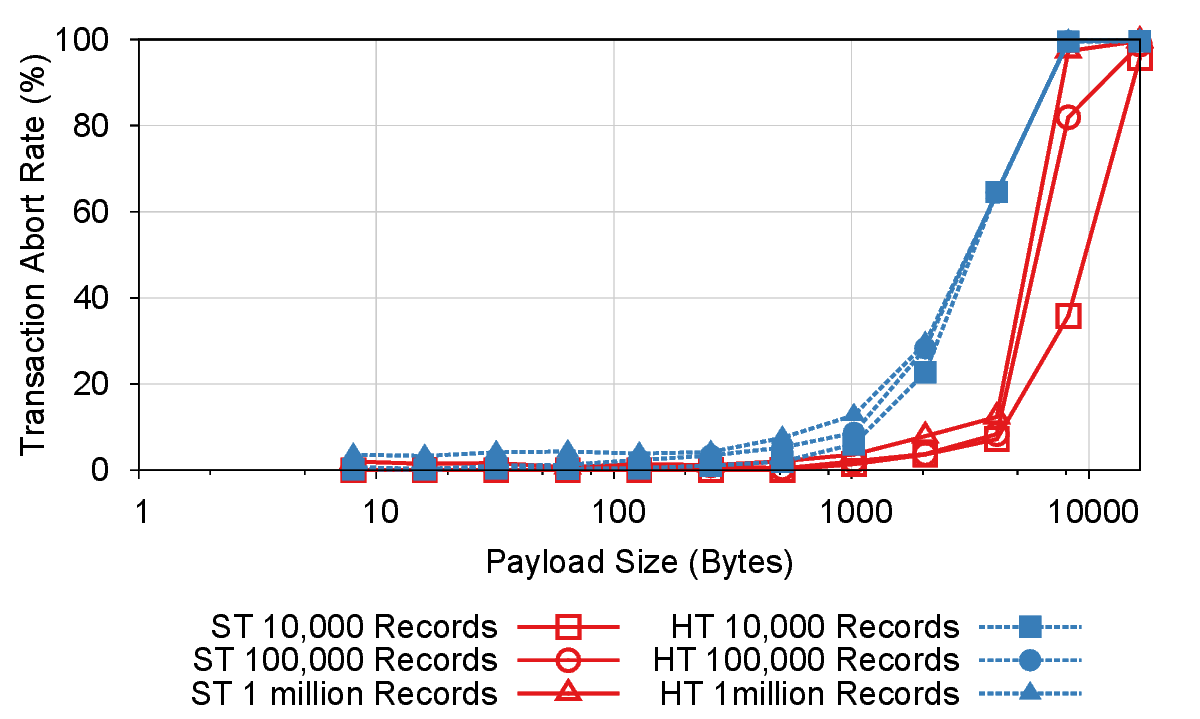 Transaction Abort Rate (%)
100
80
60
40
20
0
1 10 100 1000 10000
Payload Size (Bytes)
ST 10,000 Records HT 10,000 Records
ST 100,000 Records HT 100,000 Records
ST 1 million Records HT 1million Records